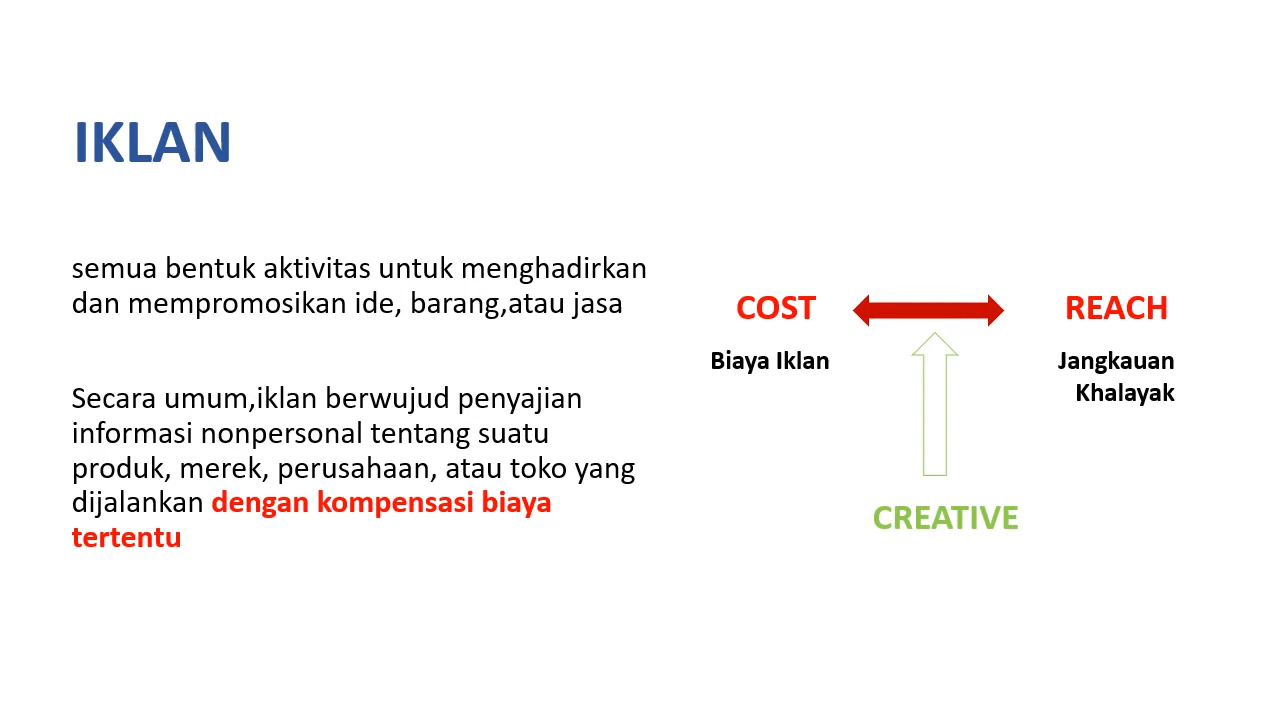 IKLAN
semua bentuk aktivitas untuk menghadirkan
dan mempromosikan ide, barang,atau jasa
Secara umum,iklan berwujud penyajian
informasi nonpersonal tentang suatu
produk, merek, perusahaan, atau toko yang
dijalankan dengan kompensasi biaya
tertentu
COST
REACH
Biaya Iklan
Jangkauan
Khalayak
CREATIVE